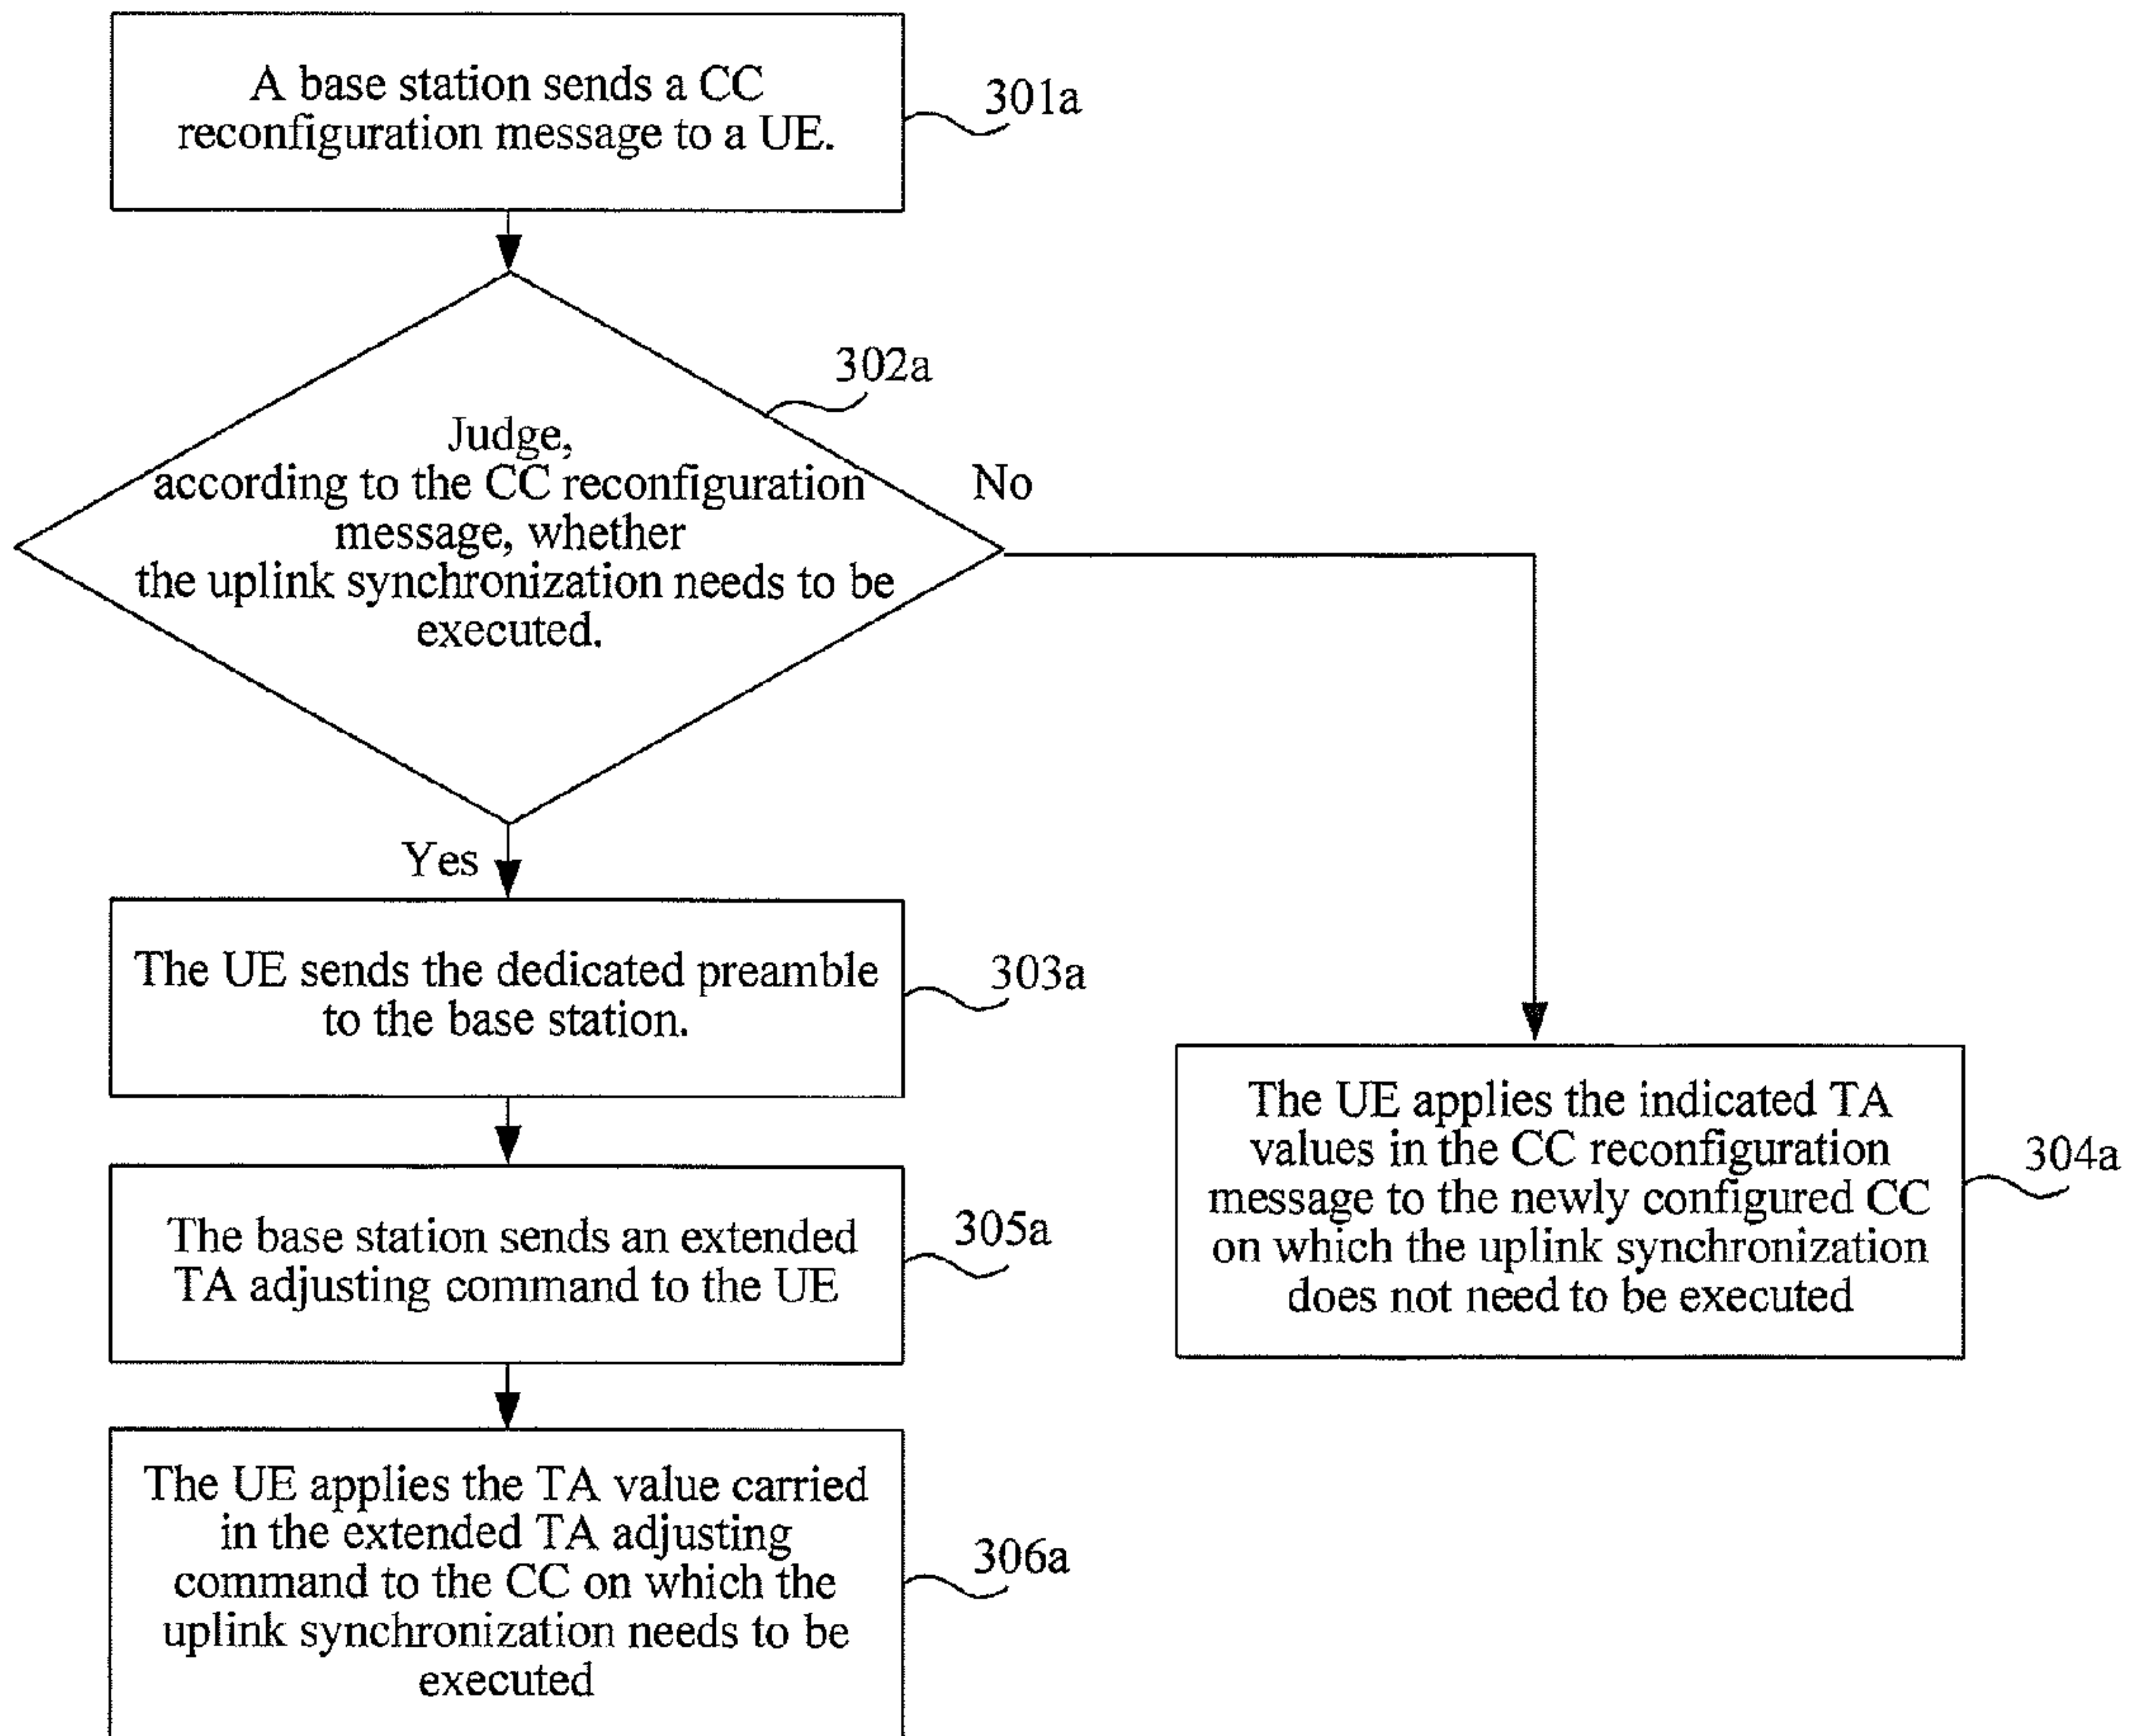 A base station sends a CC
reconfiguration message to a UE.
301a
302a
Judge,
according to the CC reconfiguration
message, whether
the uplink synchronization needs to be
executed.
No
Yes
The UE sends the dedicated preamble
to the base station.
303a
The UE applies the indicated TA
values in the CC reconfiguration
message to the newly configured CC
on which the uplink synchronization
does not need to be executed
304a
The base station sends an extended
TA adjusting command to the UE
305a
The UE applies the TA value carried
in the extended TA adjusting
command to the CC on which the
uplink synchronization needs to be
executed
306a